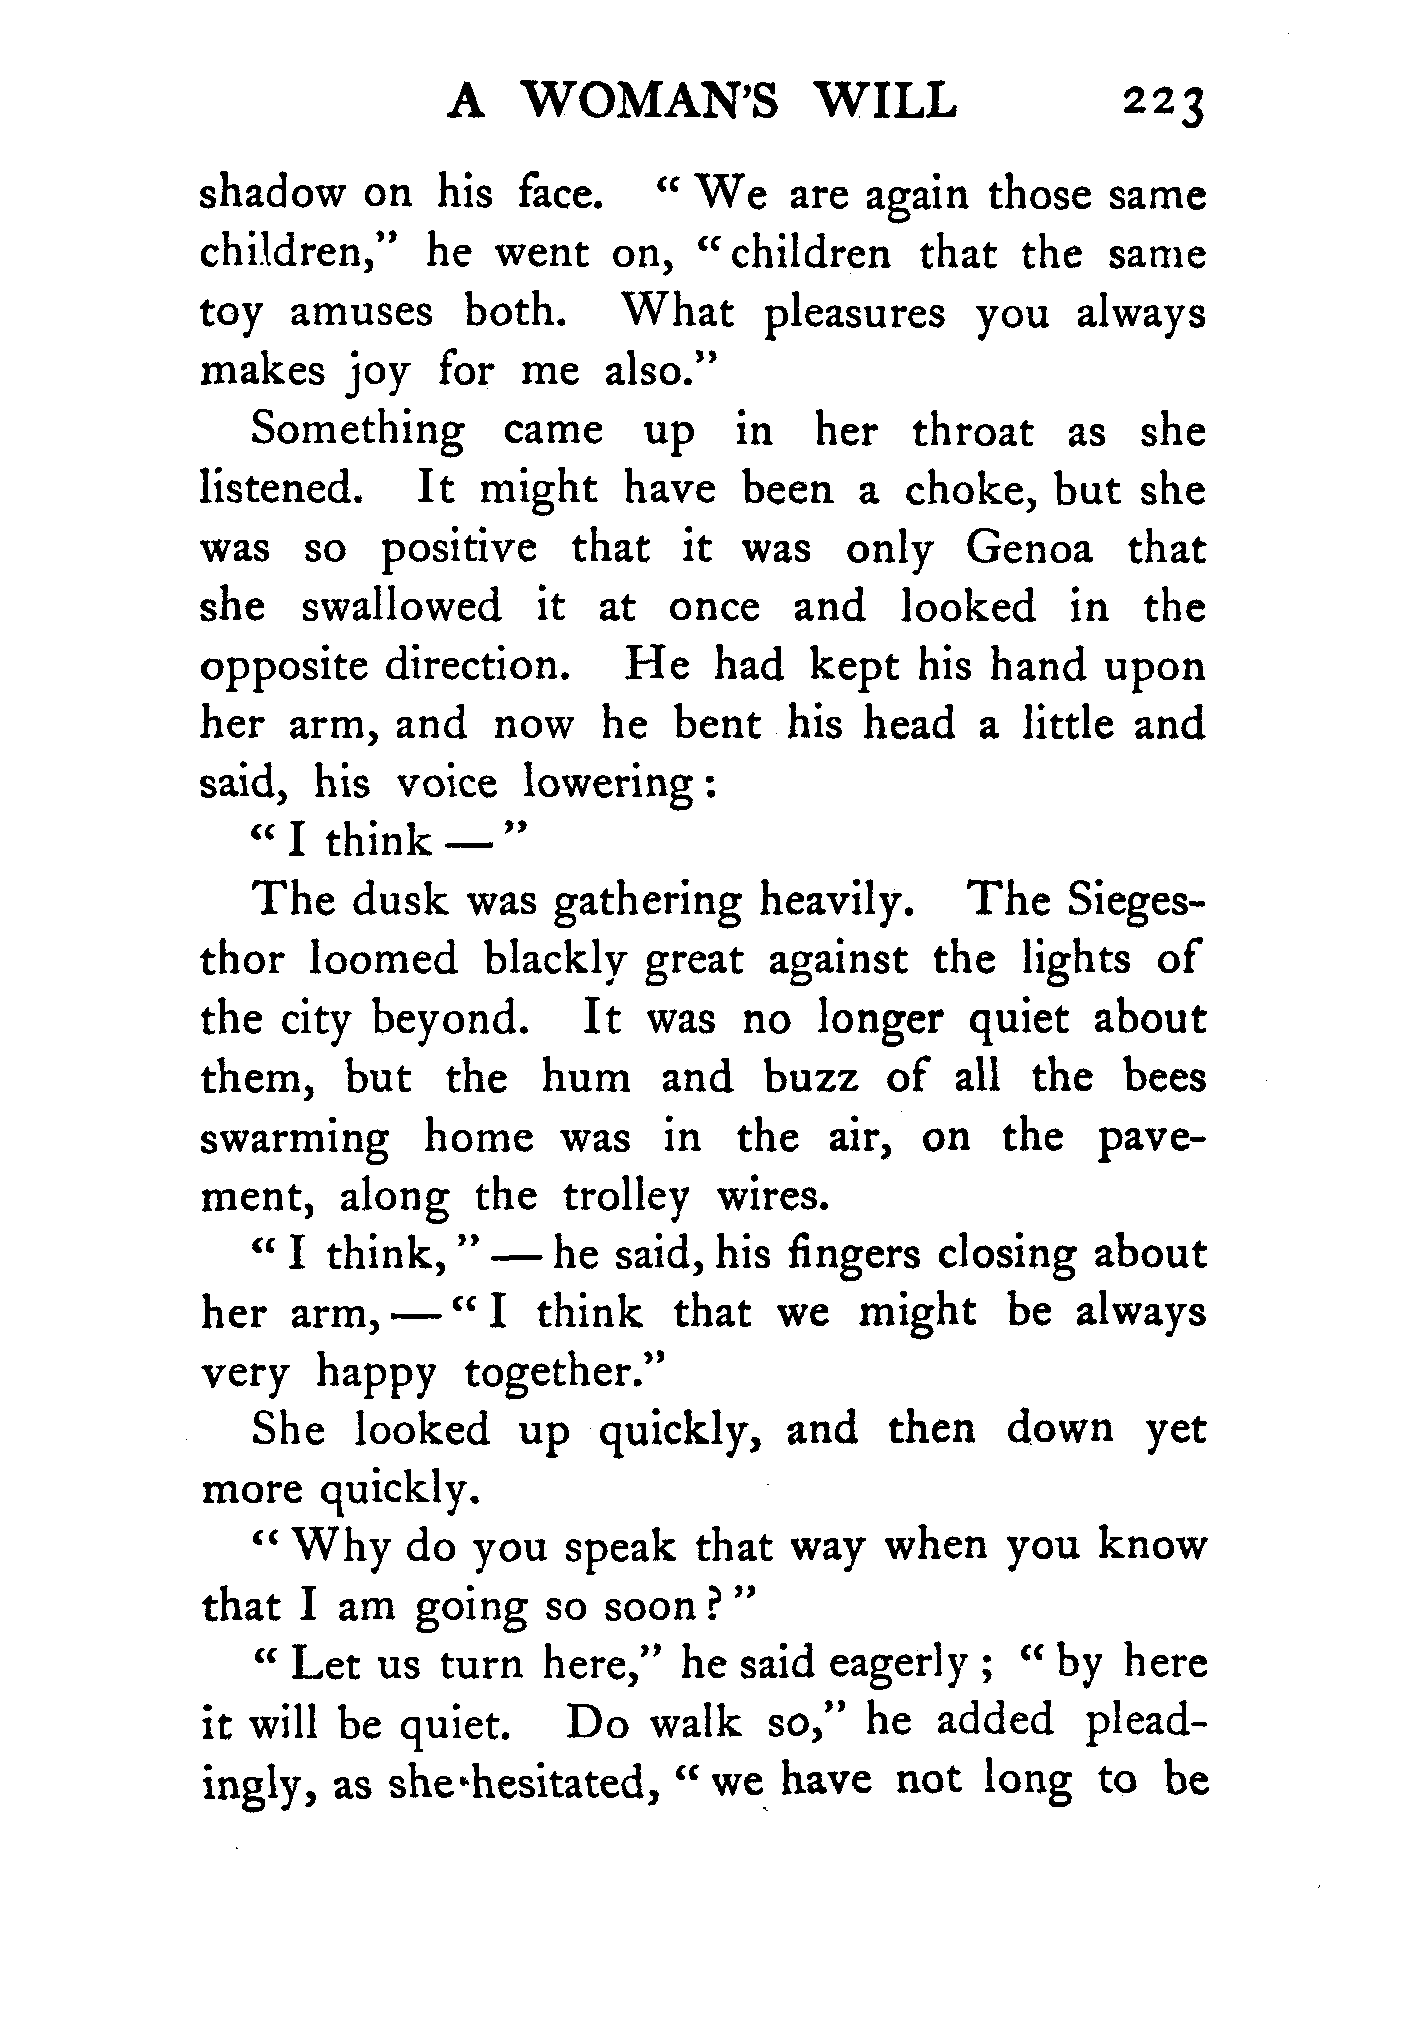 A WOMAN'S WILL 223
shadow on his face. “ We are again those same
children,” he went on, “ children that the same
toy amuses both. What pleasures you always
makes joy for me also.”
Something came up in her throat as she
listened. It might have been a choke, but she
was so positive that it was only Genoa that
she swallowed it at once and looked in the
opposite direction. He had kept his hand upon
her arm, and now he bent his head a little and
said, his voice lowering :
“ I think — ”
The dusk was gathering heavily. The Sieges-
thor loomed blackly great against the lights of
the city beyond. It was no longer quiet about
them, but the hum and buzz of all the bees
swarming home was in the air, on the pave-
ment, along the trolley wires.
“ I think, ” — he said, his fingers closing about
her arm, — “ I think that we might be always
very happy together.”
She looked up quickly, and then down yet
more quickly.
“ Why do you speak that way when you know
that I am going so soon ? ”
“ Let us turn here,” he said eagerly ; “ by here
it will be quiet. Do walk so,” he added plead-
ingly, as she hesitated, “ we have not long to be